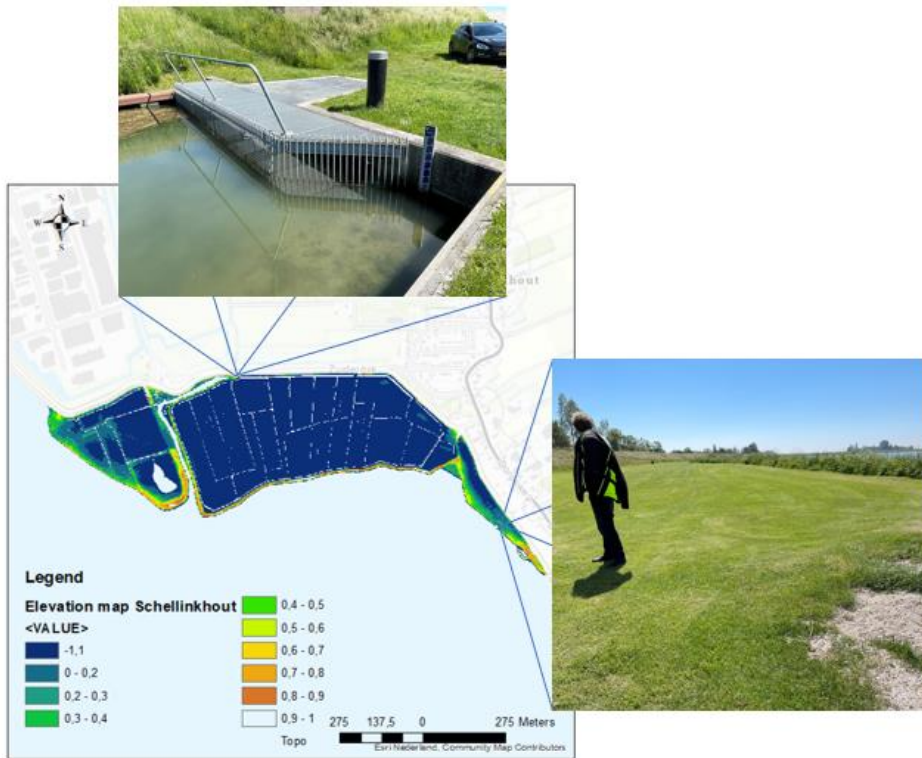 N
W E
S
khout
Legend
Elevation map Schellinkhout
<VALUE>
-1,1
0 - 0,2
0,2 - 0,3
0,3 - 0,4
0,4 - 0,5
0,5 - 0,6
0,6 - 0,7
0,7 - 0,8
0,8 - 0,9
0,9 - 1
Topo
275 137,5 0 275 Meters
Esri Nederland, Community Map Contributors